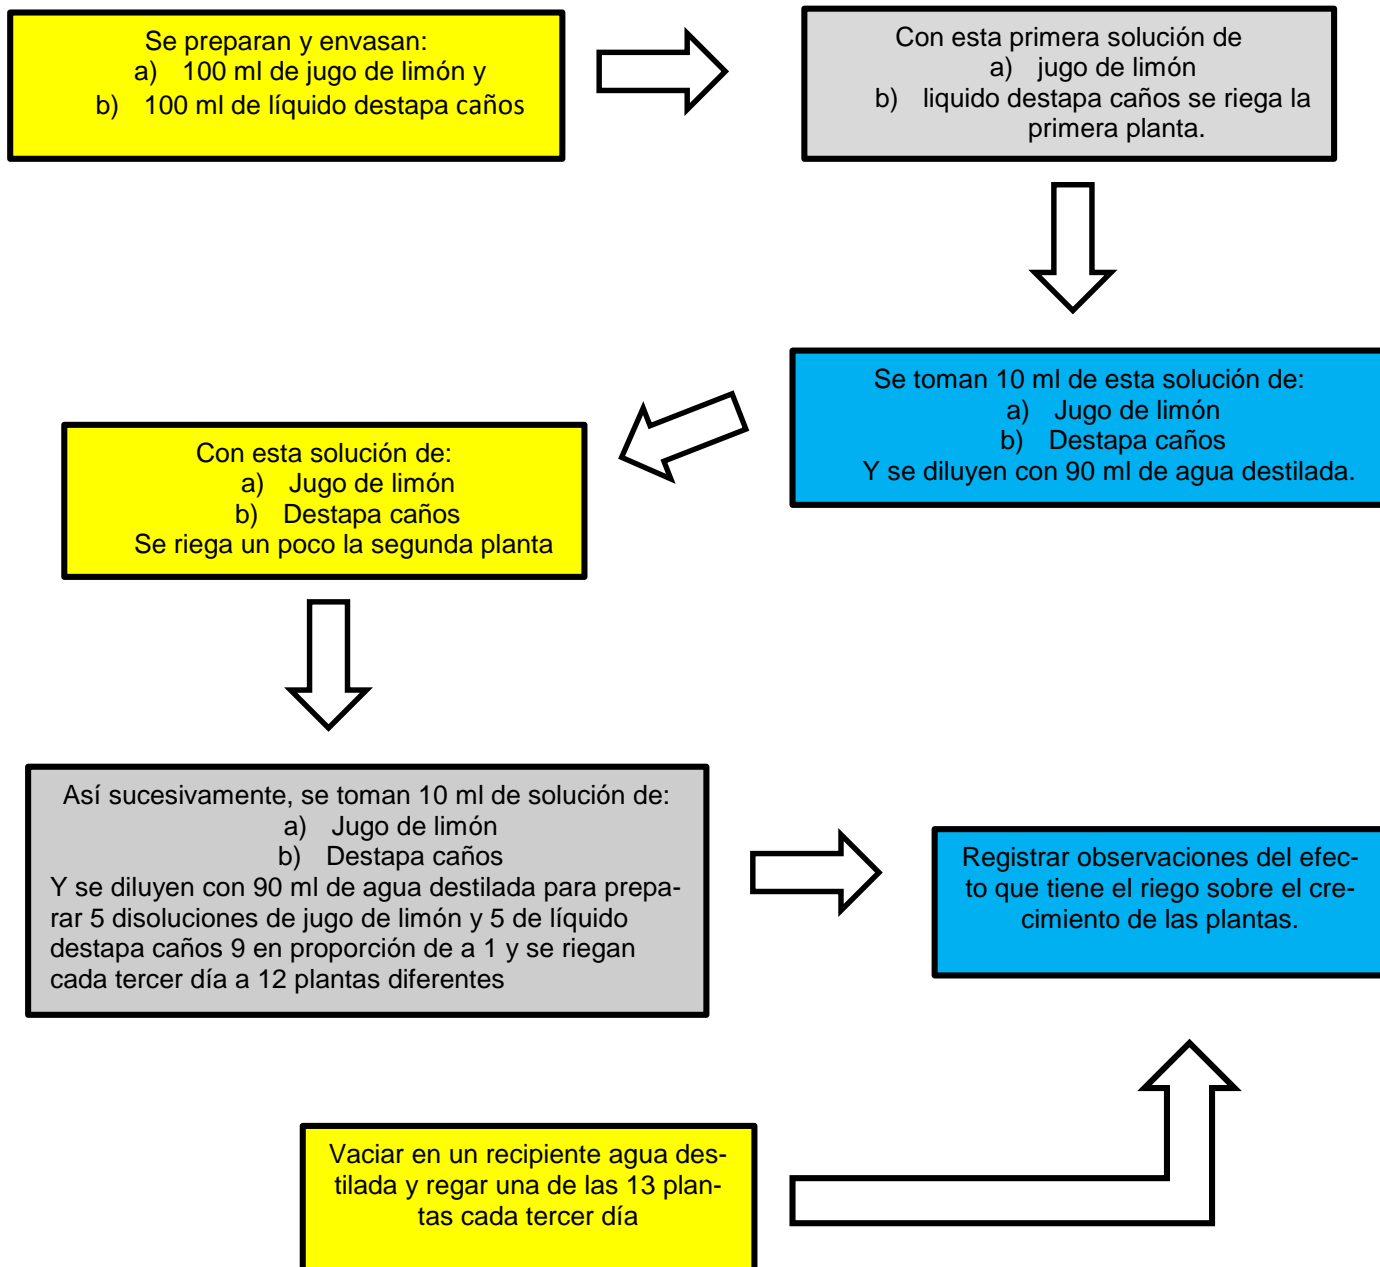 Se preparan y envasan:
a) 100 ml de jugo de limón y
b) 100 ml de líquido destapa caños
Con esta primera solución de
a) jugo de limón
b) liquido destapa caños se riega la
primera planta.
Se toman 10 ml de esta solución de:
a) Jugo de limón
b) Destapa caños
Y se diluyen con 90 ml de agua destilada.
Con esta solución de:
a) Jugo de limón
b) Destapa caños
Se riega un poco la segunda planta
Así sucesivamente, se toman 10 ml de solución de:
a) Jugo de limón
b) Destapa caños
Y se diluyen con 90 ml de agua destilada para prepa-
rar 5 disoluciones de jugo de limón y 5 de líquido
destapa caños 9 en proporción de a 1 y se riegan
cada tercer día a 12 plantas diferentes
Registrar observaciones del efec-
to que tiene el riego sobre el cre-
cimiento de las plantas.
Vaciar en un recipiente agua des-
tilada y regar una de las 13 plan-
tas cada tercer día